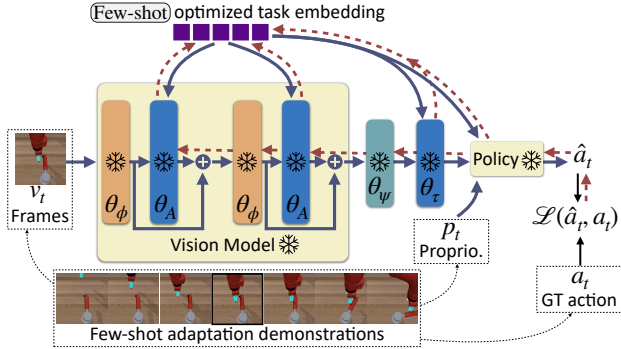 Few-shot optimized task embedding
θ_ϕ
θ_A
θ_ϕ
θ_A
θ_ψ
θ_τ
Policy
â_t
v_t
Frames
Vision Model
p_t
Proprio.
ℒ(â_t, a_t)
a_t
GT action
Few-shot adaptation demonstrations